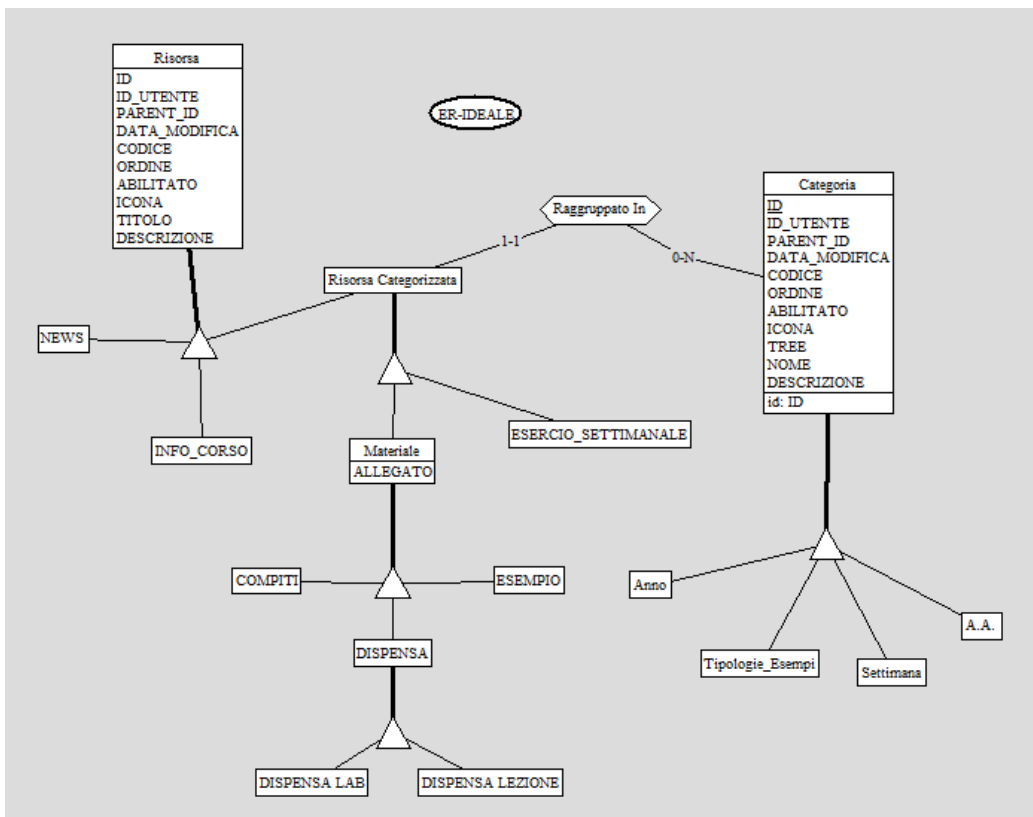 Risorsa
ID
ID_UTENTE
PARENT_ID
DATA_MODIFICA
CODICE
ORDINE
ABILITATO
ICONA
TITOLO
DESCRIZIONE
ER-IDEALE
Raggruppato In
1-1
0-N
Categoria
ID
ID_UTENTE
PARENT_ID
DATA_MODIFICA
CODICE
ORDINE
ABILITATO
ICONA
TREE
NOME
DESCRIZIONE
id: ID
Risorsa Categorizzata
NEWS
INFO_CORSO
ESERCIO_SETTIMANALE
Materiale
ALLEGATO
COMPITI
ESEMPIO
DISPENSA
DISPENSA LAB
DISPENSA LEZIONE
Anno
Tipologie_Esempi
Settimana
A.A.